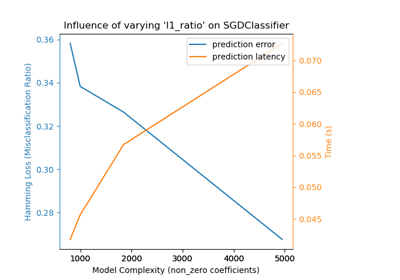 Influence of varying 'l1_ratio' on SGDClassifier
0.36
0.34
0.32
0.30
0.28
Hamming Loss (Misclassification Ratio)
prediction error
prediction latency
0.070
0.065
0.060
0.055
0.050
0.045
Time (s)
1000 2000 3000 4000 5000
Model Complexity (non_zero coefficients)